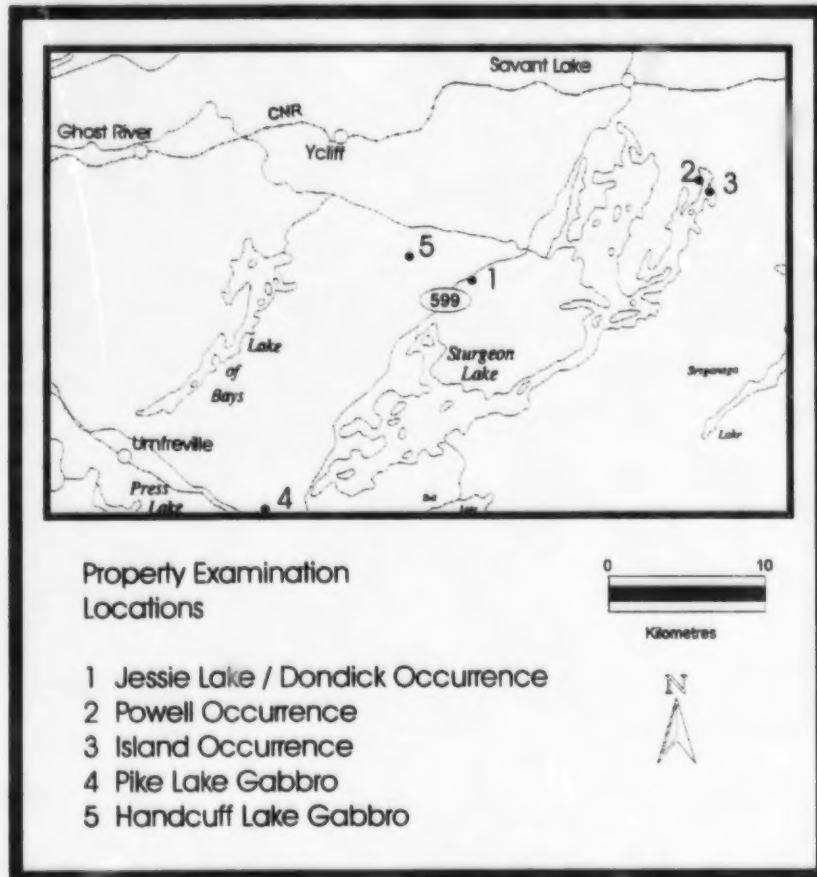 Savant Lake
CNR
Ghost River
Ycliff
2
3
5
1
599
Lake
of
Bays
Sturgeon
Lake
Lake
Umfreville
Press
Lake
4
Property Examination
Locations
0 10
Kilometres
N
1 Jessie Lake / Dondick Occurrence
2 Powell Occurrence
3 Island Occurrence
4 Pike Lake Gabbro
5 Handcuff Lake Gabbro